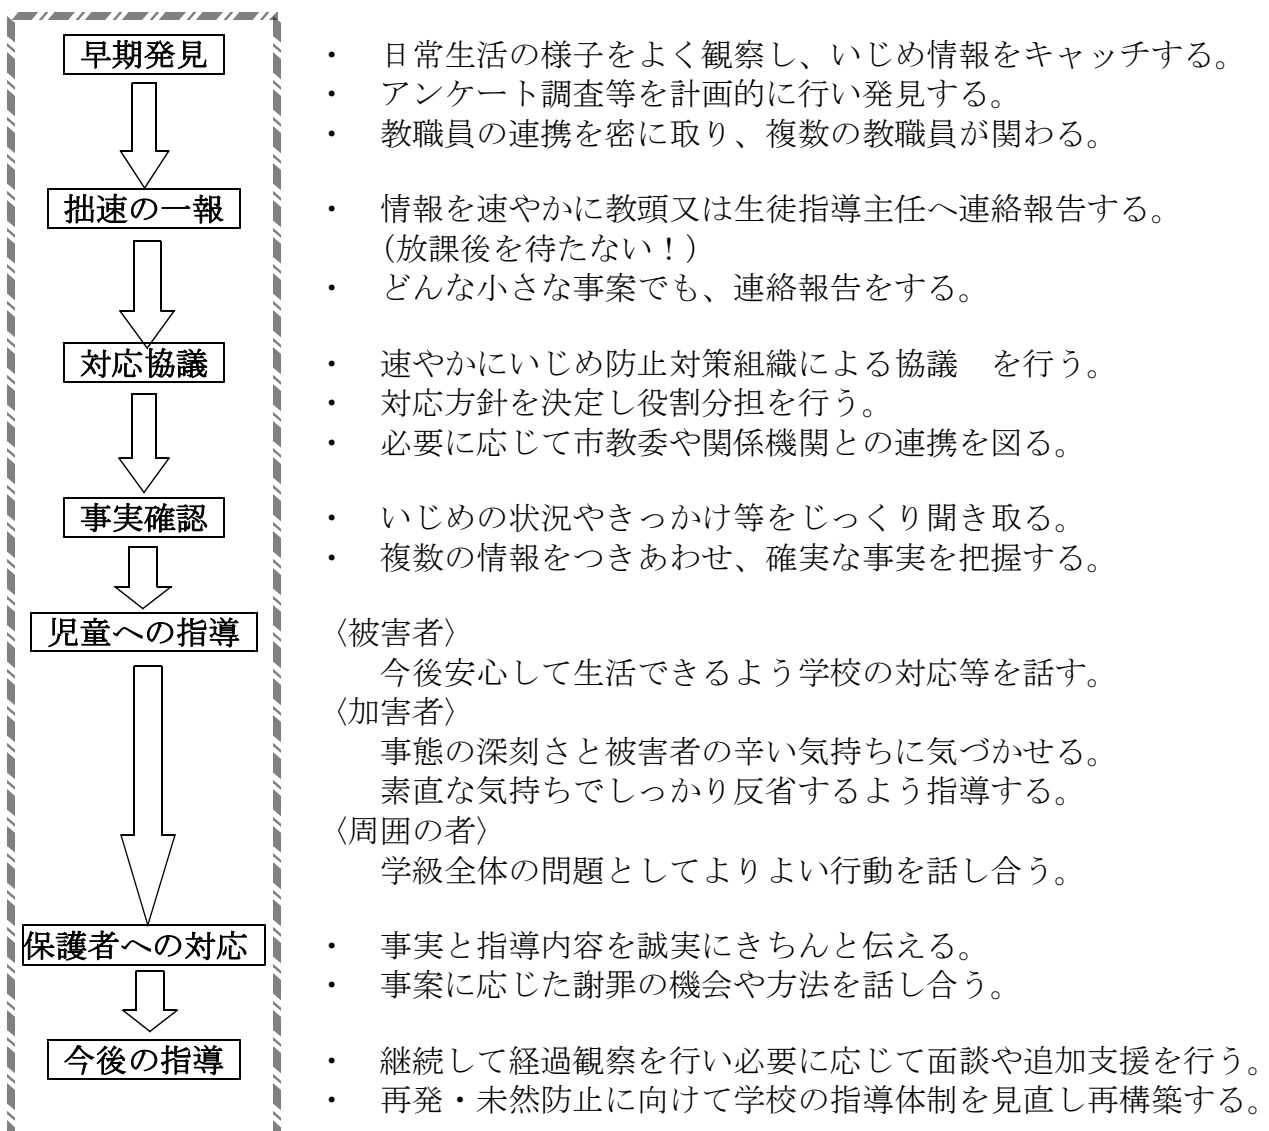 早期発見
・　日常生活の様子をよく観察し、いじめ情報をキャッチする。
・　アンケート調査等を計画的に行い発見する。
・　教職員の連携を密に取り、複数の教職員が関わる。
拙速の一報
・　情報を速やかに教頭又は生徒指導主任へ連絡報告する。
（放課後を待たない！）
・　どんな小さな事案でも、連絡報告をする。
対応協議
・　速やかにいじめ防止対策組織による協議　を行う。
・　対応方針を決定し役割分担を行う。
・　必要に応じて市教委や関係機関との連携を図る。
事実確認
・　いじめの状況やきっかけ等をじっくり聞き取る。
・　複数の情報をつきあわせ、確実な事実を把握する。
児童への指導
〈被害者〉
今後安心して生活できるよう学校の対応等を話す。
〈加害者〉
事態の深刻さと被害者の辛い気持ちに気づかせる。
素直な気持ちでしっかり反省するよう指導する。
〈周囲の者〉
学級全体の問題としてよりよい行動を話し合う。
保護者への対応
・　事実と指導内容を誠実にきちんと伝える。
・　事案に応じた謝罪の機会や方法を話し合う。
今後の指導
・　継続して経過観察を行い必要に応じて面談や追加支援を行う。
・　再発・未然防止に向けて学校の指導体制を見直し再構築する。